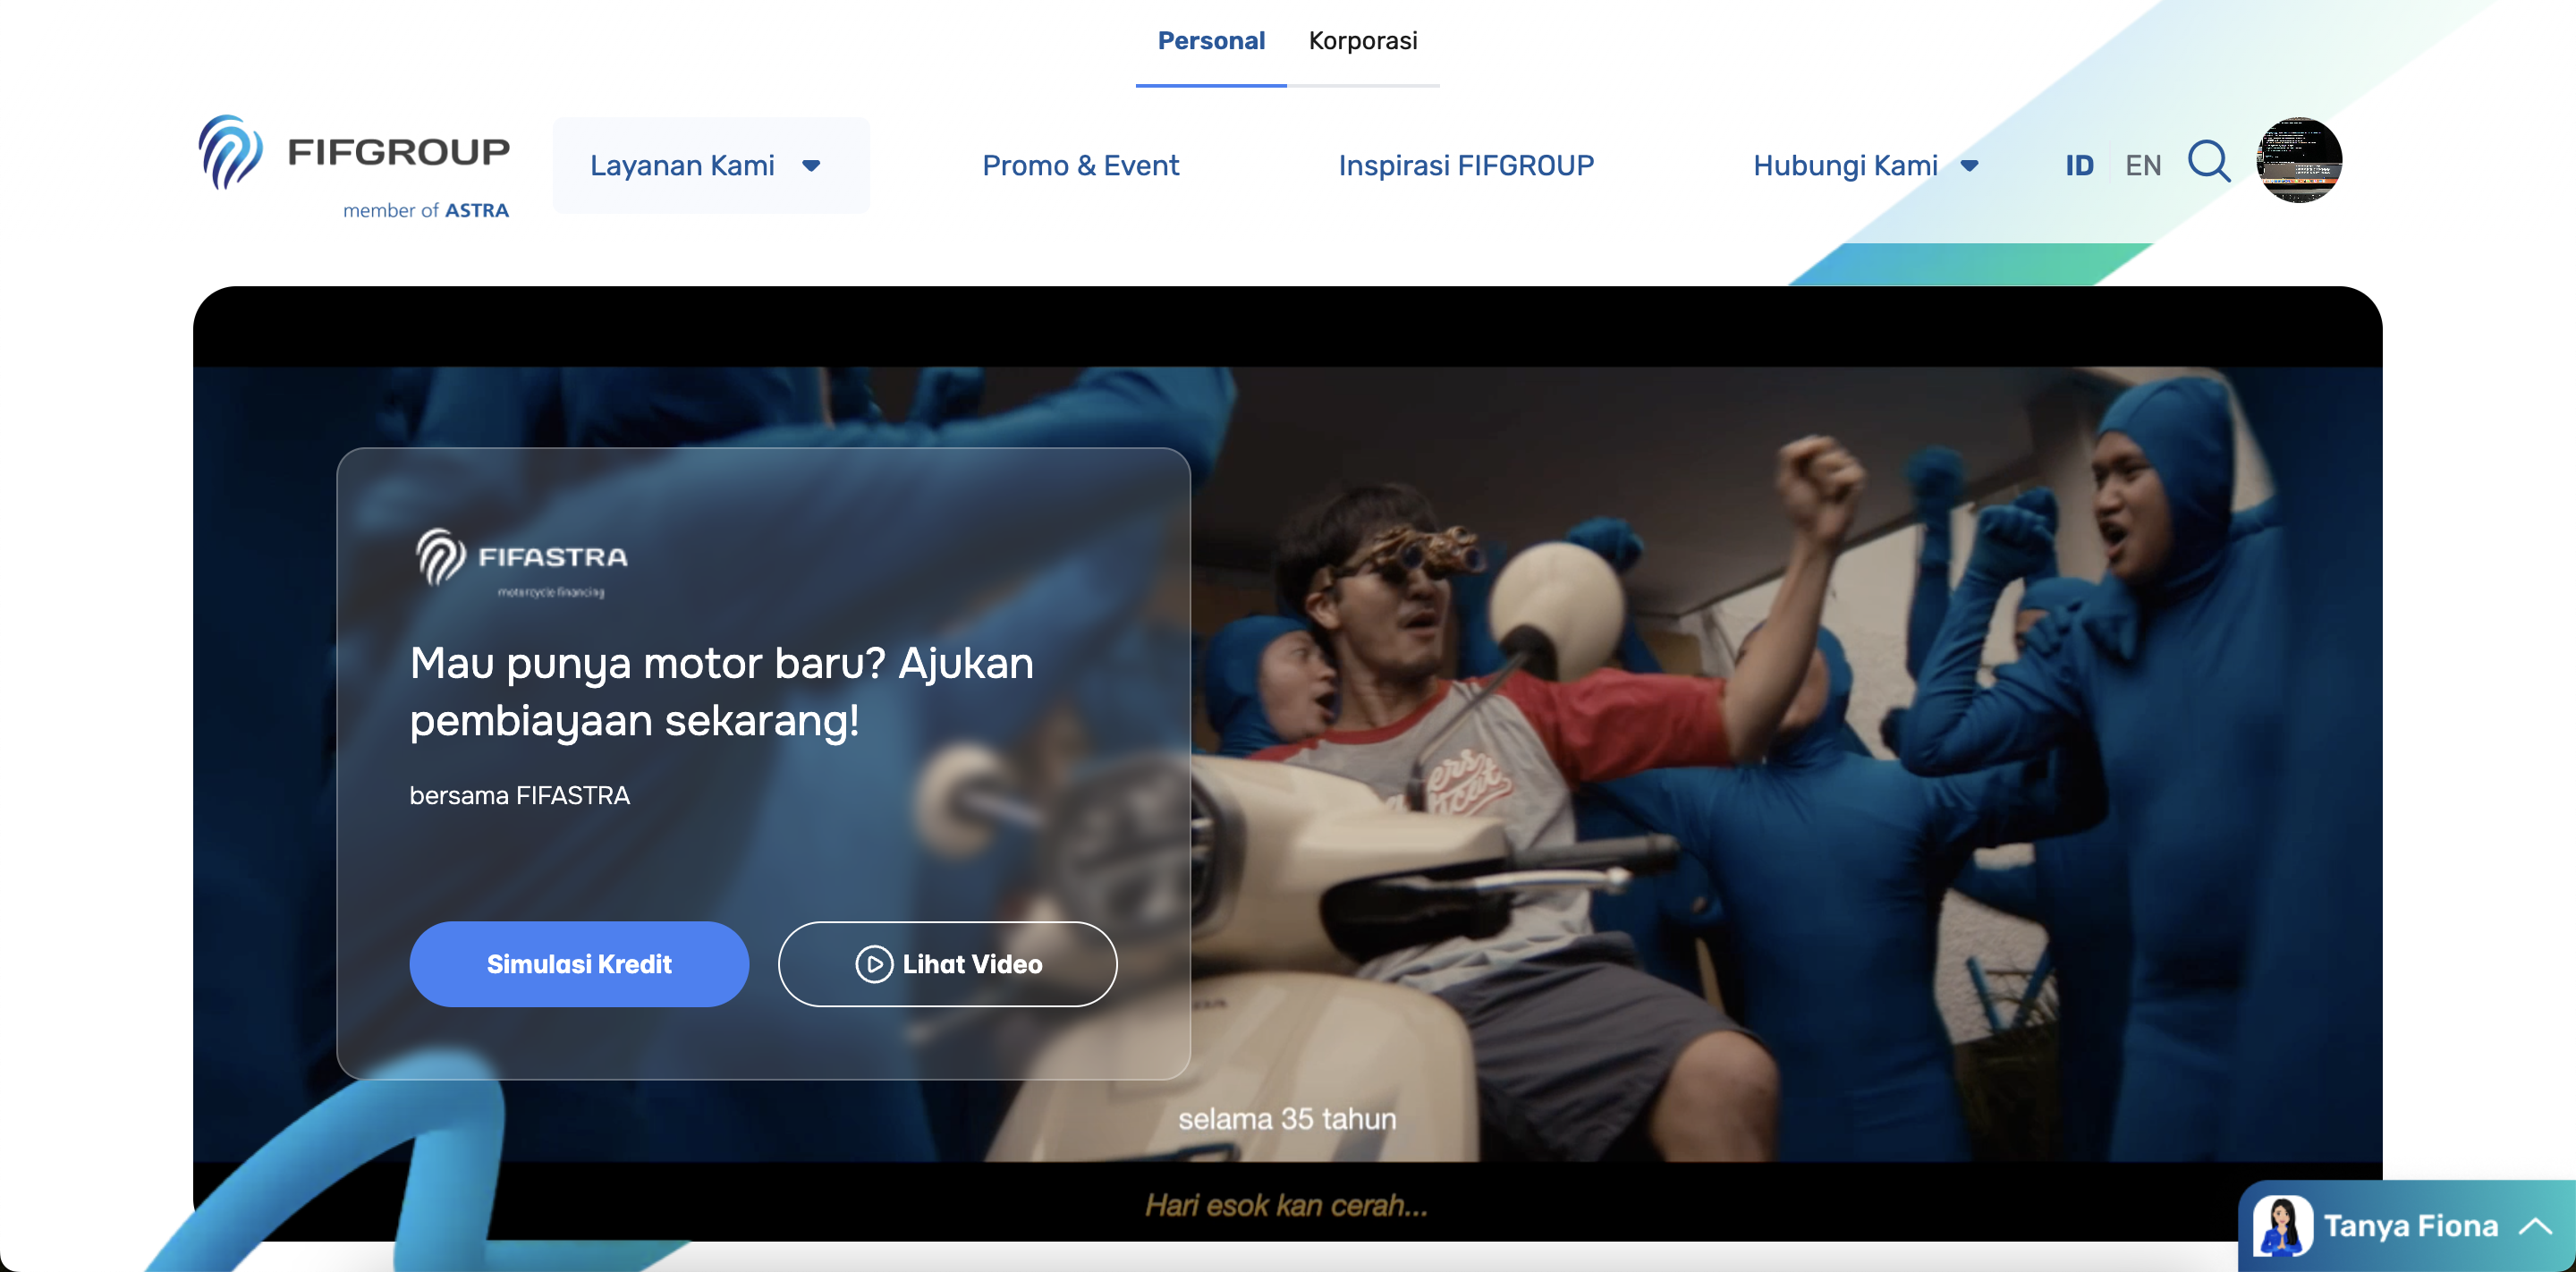 Personal
Korporasi
FIFGROUP
member of ASTRA
Layanan Kami
Promo & Event
Inspirasi FIFGROUP
Hubungi Kami
ID
EN
FIFASTRA
motorcycle financing
Mau punya motor baru? Ajukan
pembiayaan sekarang!
bersama FIFASTRA
Simulasi Kredit
Lihat Video
selama 35 tahun
Hari esok kan cerah...
Tanya Fiona